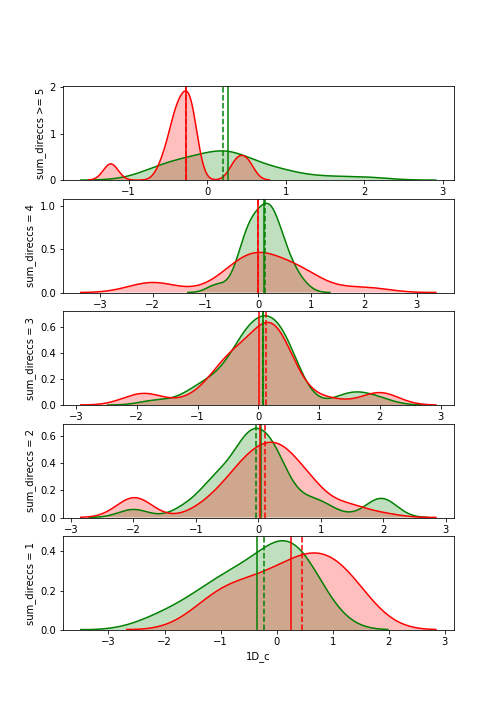 2
1
0
sum_direccs >= 5
−1 0 1 2 3
1.0
0.5
0.0
sum_direccs = 4
−3 −2 −1 0 1 2 3
0.6
0.4
0.2
0.0
sum_direccs = 3
−3 −2 −1 0 1 2 3
0.6
0.4
0.2
0.0
sum_direccs = 2
−3 −2 −1 0 1 2 3
0.4
0.2
0.0
sum_direccs = 1
−3 −2 −1 0 1 2 3
1D_c